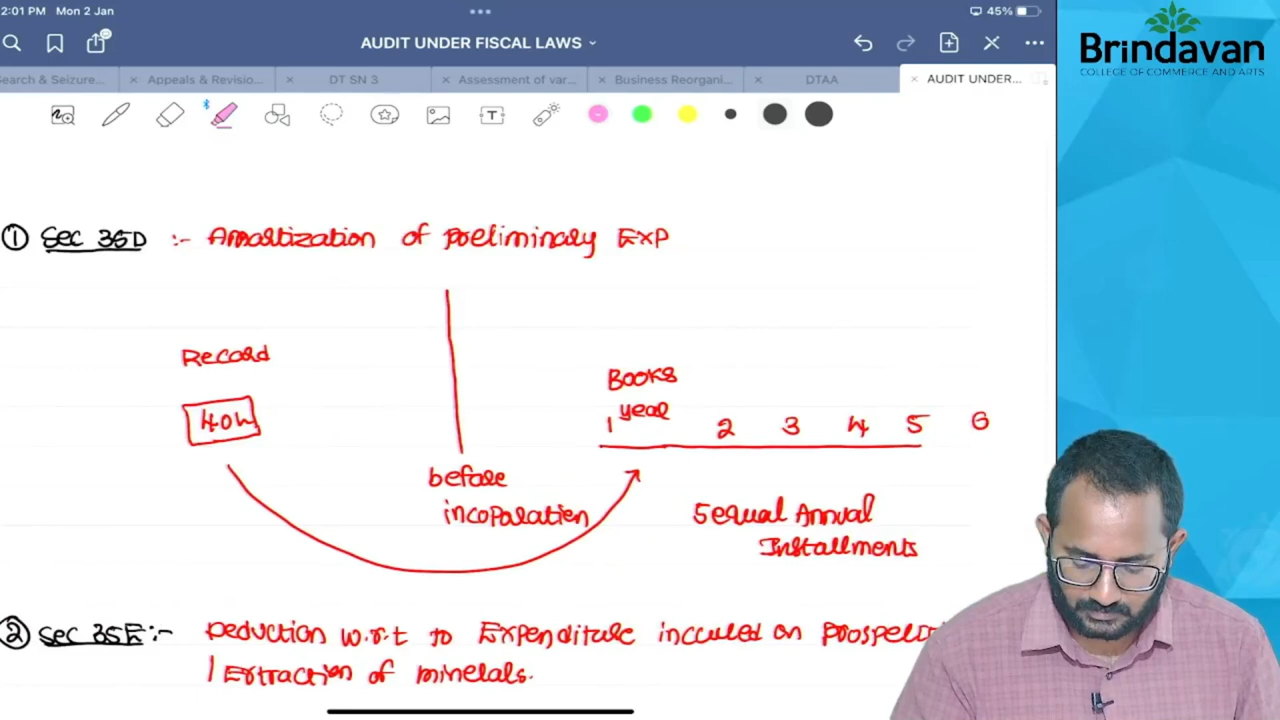 2:01 PM Mon 2 Jan
45%
AUDIT UNDER FISCAL LAWS
Brindavan
COLLEGE OF COMMERCE AND ARTS
earch & Seizure...
Appeals & Revisio...
DT SN 3
Assessment of var...
Business Reorgani...
DTAA
AUDIT UNDER...
T
① Sec 35D :- Amortization of preliminary EXP
Record
Books
year
40L
1 2 3 4 5 6
before
incoporation
5 equal Annual
Installments
② Sec 35E :- Deduction w.r.t to Expenditure incurred on
/ Extraction of minerals.